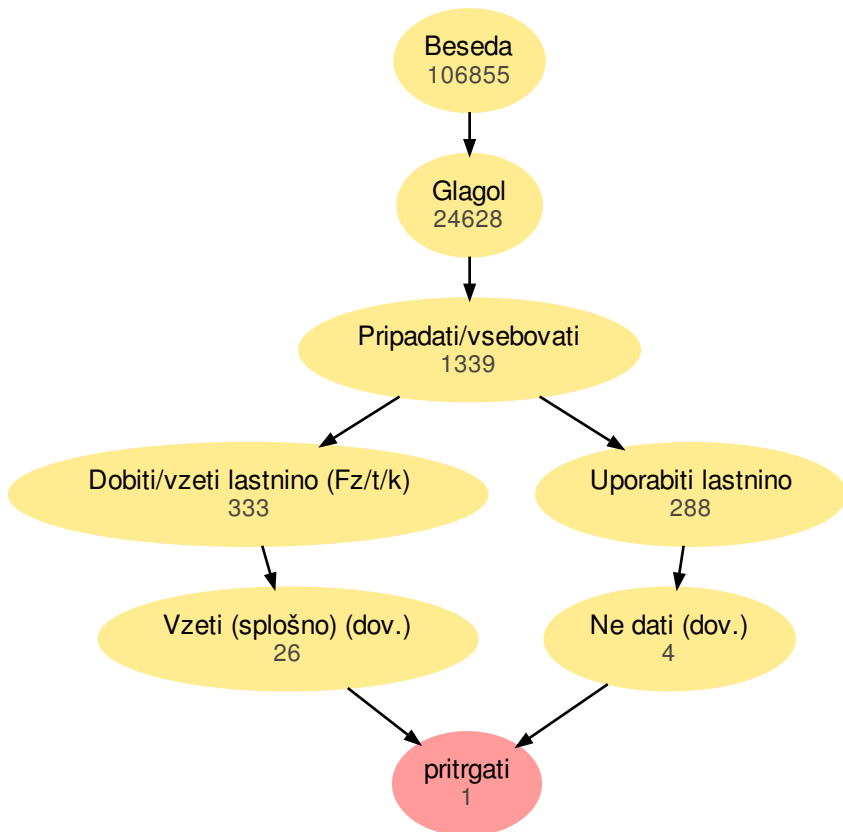 Beseda
106855
Glagol
24628
Pripadati/vsebovati
1339
Dobiti/vzeti lastnino (Fz/t/k)
333
Uporabiti lastnino
288
Vzeti (splošno) (dov.)
26
Ne dati (dov.)
4
pritrgati
1